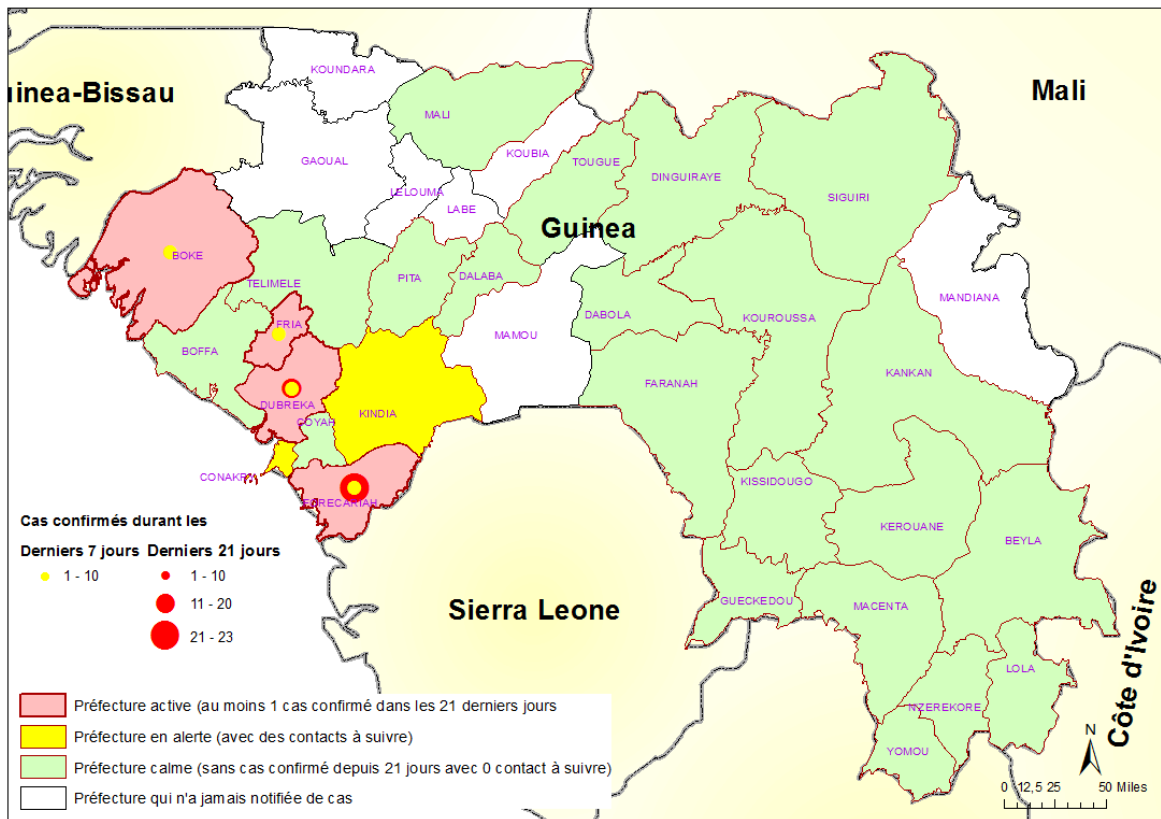 KOUNDARA
uinea-Bissau
Mali
MALI
GAOUAL
KOUBIA
TOUGUE
DINGUIRAYE
LELOUMA
LABE
SIGUIRI
Guinea
BOKE
TELIMELE
PITA
DALABA
MANDIANA
FRIA
DABOLA
KOUROUSSA
BOFFA
MAMOU
KANKAN
FARANAH
DUBREKA
KINDIA
COYAH
CONAKRY
KISSIDOUGO
FORECARIAH
KEROUANE
BEYLA
Cas confirmés durant les
Derniers 7 jours Derniers 21 jours
1 - 10 1 - 10
11 - 20
21 - 23
Sierra Leone
GUECKEDOU
MACENTA
Côte d'Ivoire
LOLA
N'ZEREKORE
YOMOU
Préfecture active (au moins 1 cas confirmé dans les 21 derniers jours
Préfecture en alerte (avec des contacts à suivre)
Préfecture calme (sans cas confirmé depuis 21 jours avec 0 contact à suivre)
Préfecture qui n'a jamais notifiée de cas
N
0 12,5 25 50 Miles